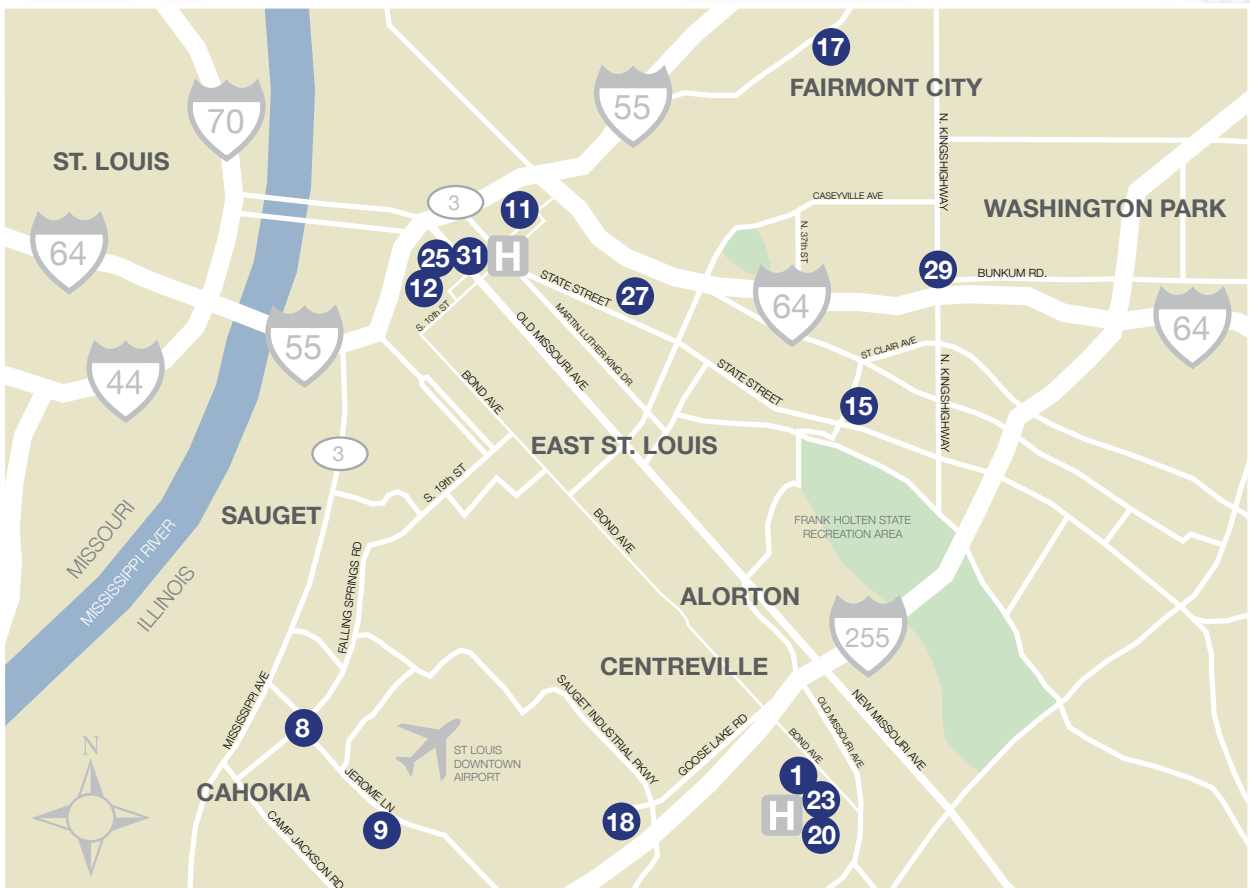 17
FAIRMONT CITY
55
70
N. KINGSHIGHWAY
ST. LOUIS
CASEYVILLE AVE
3
11
WASHINGTON PARK
N. 37th ST
64
25
31
H
29
BUNKUM RD.
12
STATE STREET
27
64
64
S. 10th ST
OLD MISSOURI AVE
MARTIN LUTHER KING DR
55
ST CLAIR AVE
44
BOND AVE
STATE STREET
15
N. KINGSHIGHWAY
EAST ST. LOUIS
3
S. 19th ST
SAUGET
MISSOURI
MISSISSIPPI RIVER
ILLINOIS
BOND AVE
FRANK HOLTEN STATE
RECREATION AREA
FALLING SPRINGS RD
ALORTON
255
CENTREVILLE
MISSISSIPPI AVE
SAUGET INDUSTRIAL PKWY
OLD MISSOURI AVE
NEW MISSOURI AVE
8
GOOSE LAKE RD
BOND AVE
N
ST LOUIS
DOWNTOWN
AIRPORT
JEROME LN
1
CAHOKIA
23
H
18
9
20
CAMP JACKSON RD